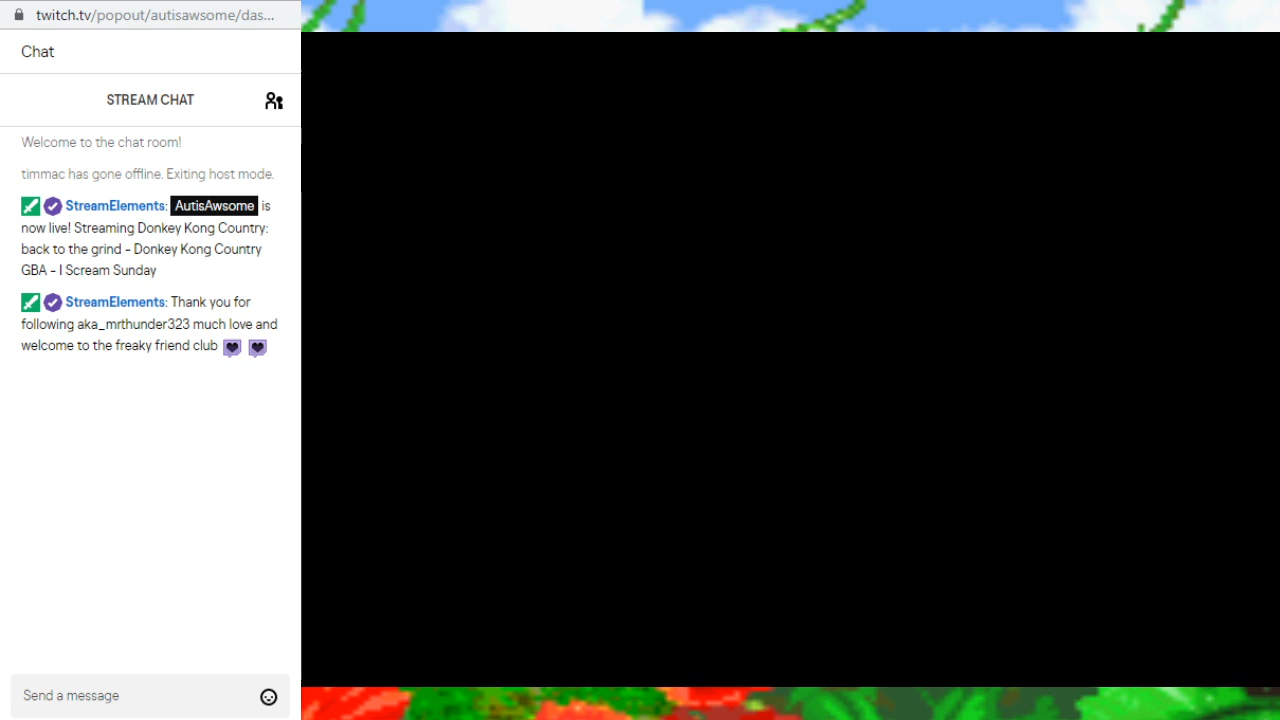 twitch.tv/popout/autisawsome/das...
Chat
STREAM CHAT
Welcome to the chat room!
timmac has gone offline. Exiting host mode.
StreamElements: AutisAwsome is
now live! Streaming Donkey Kong Country:
back to the grind - Donkey Kong Country
GBA - I Scream Sunday
StreamElements: Thank you for
following aka_mrthunder323 much love and
welcome to the freaky friend club
Send a message